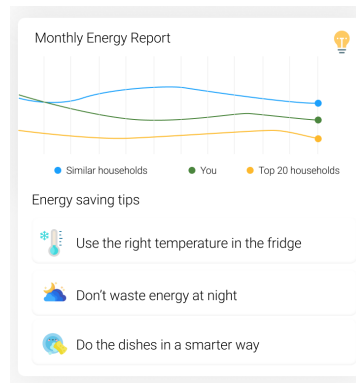 Monthly Energy Report
Similar households
You
Top 20 households
Energy saving tips
Use the right temperature in the fridge
Don't waste energy at night
Do the dishes in a smarter way